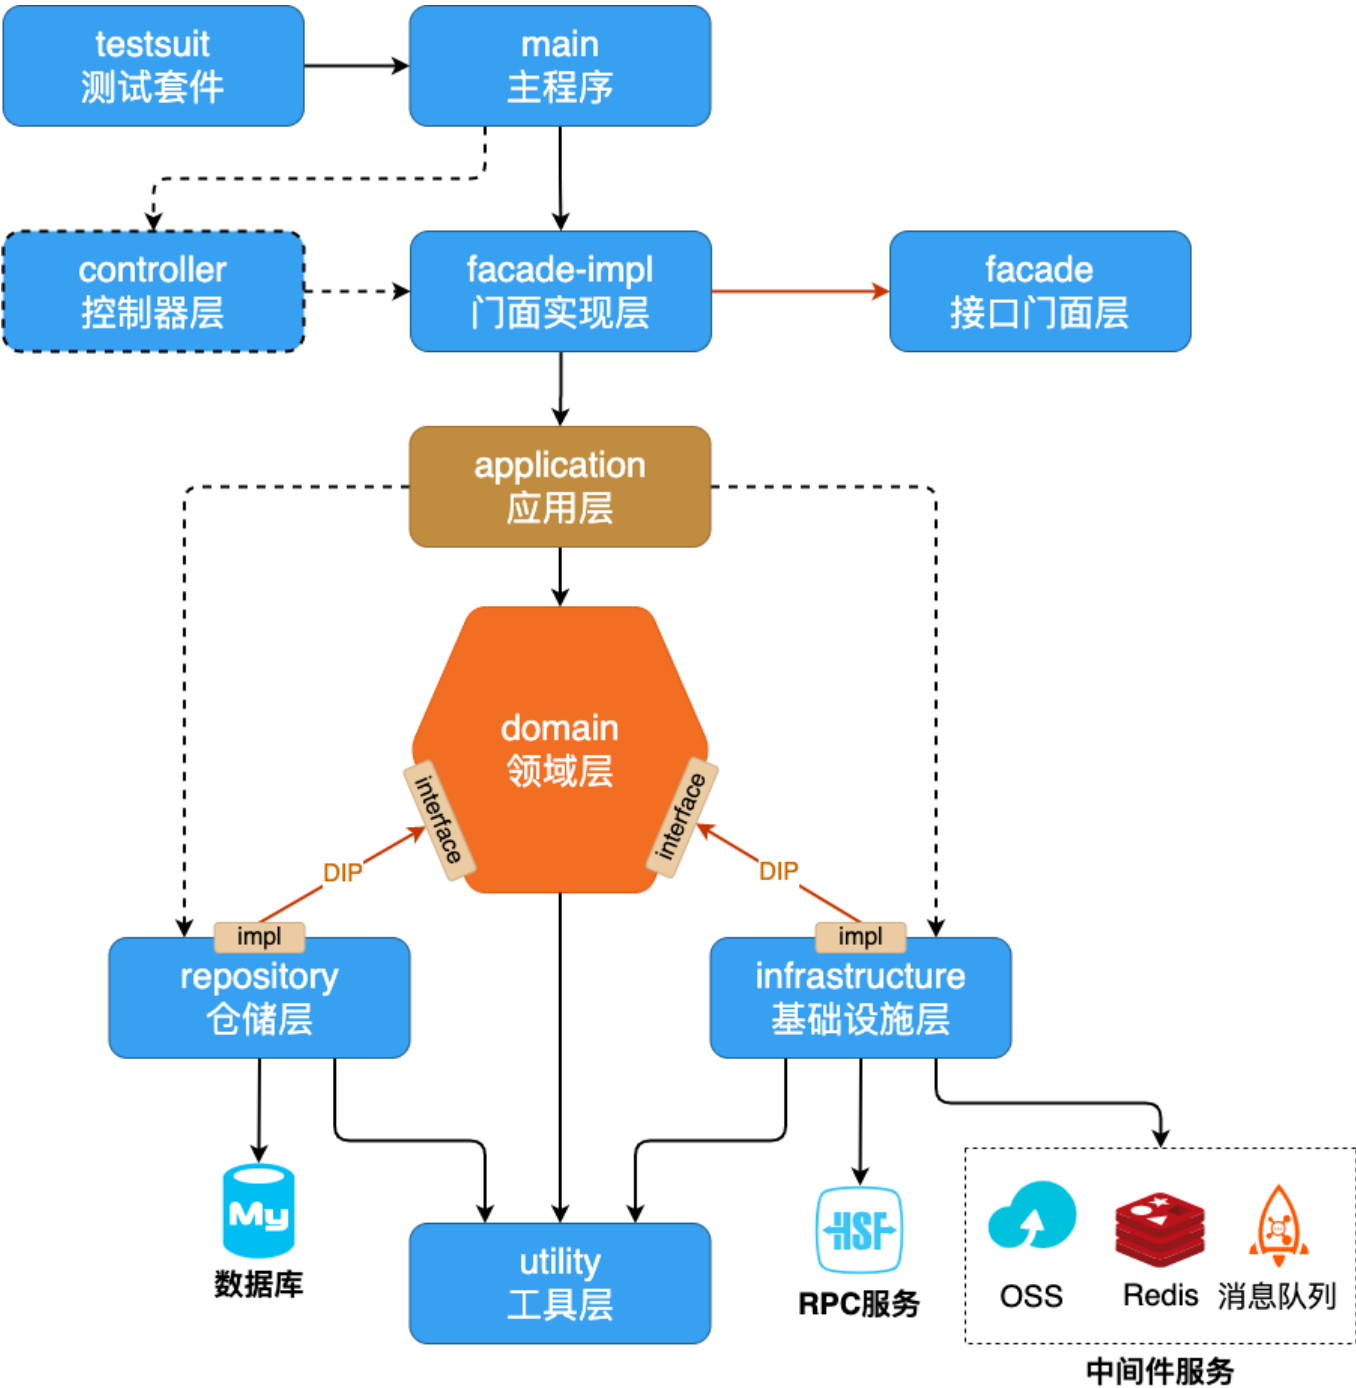 testsuit
测试套件
main
主程序
controller
控制器层
facade-impl
门面实现层
facade
接口门面层
application
应用层
domain
领域层
interface
interface
DIP
DIP
impl
repository
仓储层
impl
infrastructure
基础设施层
My
数据库
utility
工具层
HSF
RPC服务
OSS
Redis
消息队列
中间件服务